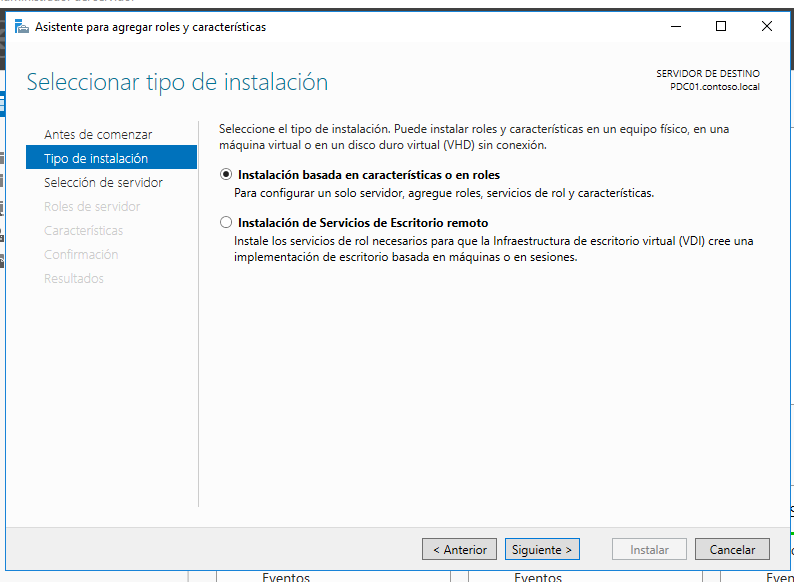 Asistente para agregar roles y características
Seleccionar tipo de instalación
SERVIDOR DE DESTINO
PDC01.contoso.local
Antes de comenzar
Tipo de instalación
Selección de servidor
Roles de servidor
Características
Confirmación
Resultados
Seleccione el tipo de instalación. Puede instalar roles y características en un equipo físico, en una
máquina virtual o en un disco duro virtual (VHD) sin conexión.
Instalación basada en características o en roles
Para configurar un solo servidor, agregue roles, servicios de rol y características.
Instalación de Servicios de Escritorio remoto
Instale los servicios de rol necesarios para que la Infraestructura de escritorio virtual (VDI) cree una
implementación de escritorio basada en máquinas o en sesiones.
< Anterior
Siguiente >
Instalar
Cancelar
Eventos
Eventos